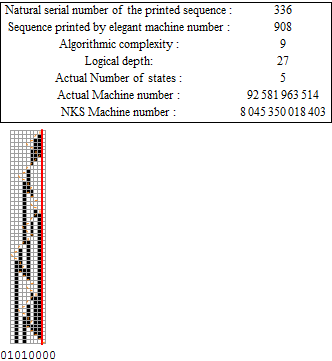 Natural serial number of the printed sequence : 336
Sequence printed by elegant machine number : 908
Algorithmic complexity : 9
Logical depth: 27
Actual Number of states : 5
Actual Machine number : 92 581 963 514
NKS Machine number : 8 045 350 018 403
01010000